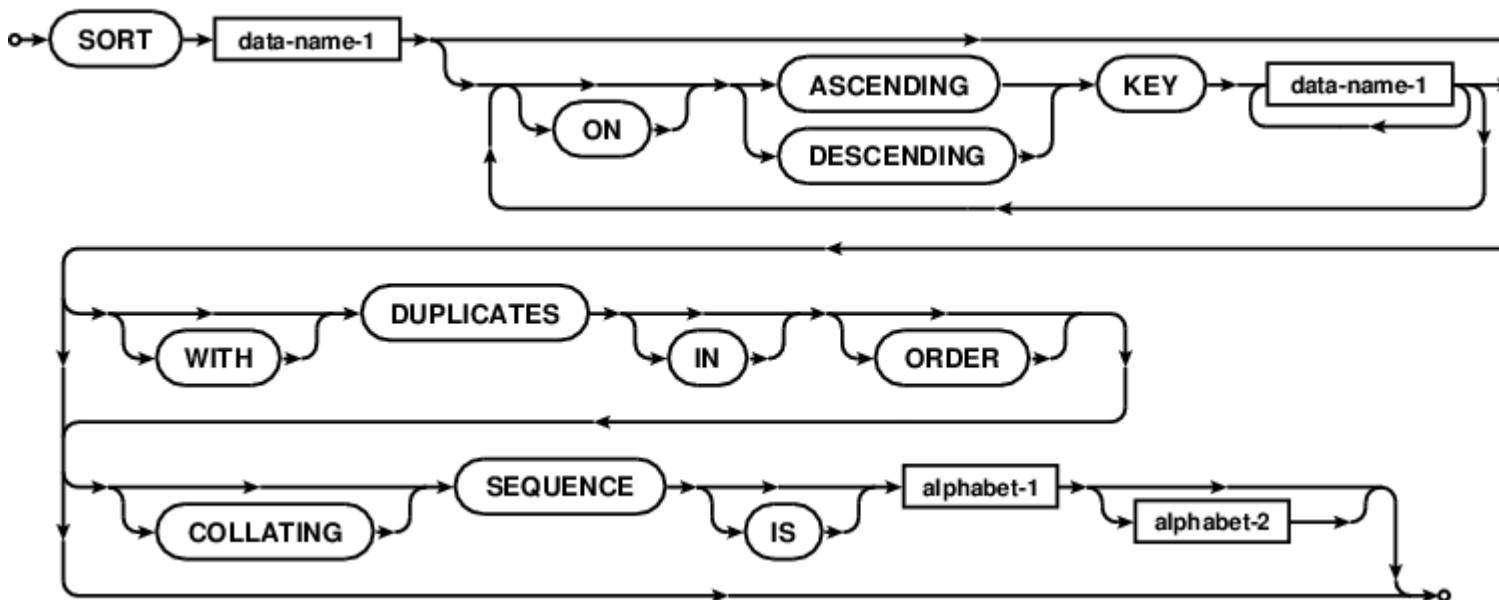 SORT data-name-1
ASCENDING KEY data-name-1
ON
DESCENDING
DUPLICATES
WITH IN ORDER
SEQUENCE alphabet-1
COLLATING IS alphabet-2